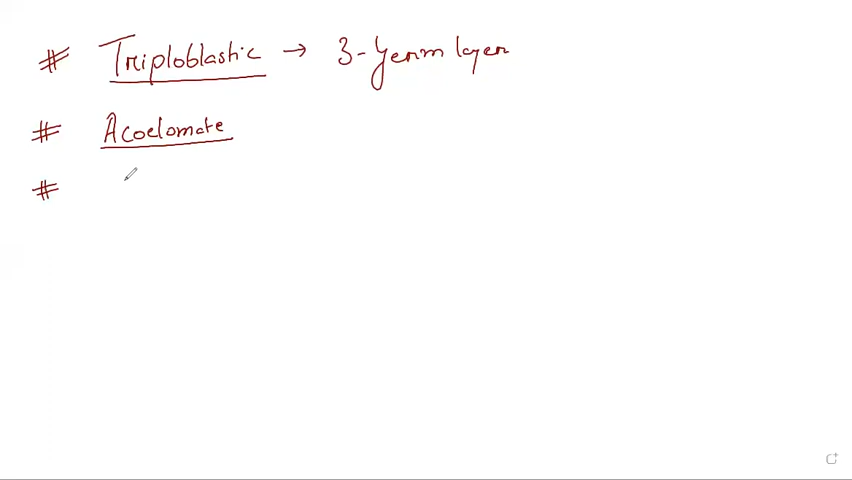 # Triploblastic → 3-Germ layer
# Acoelomate
#